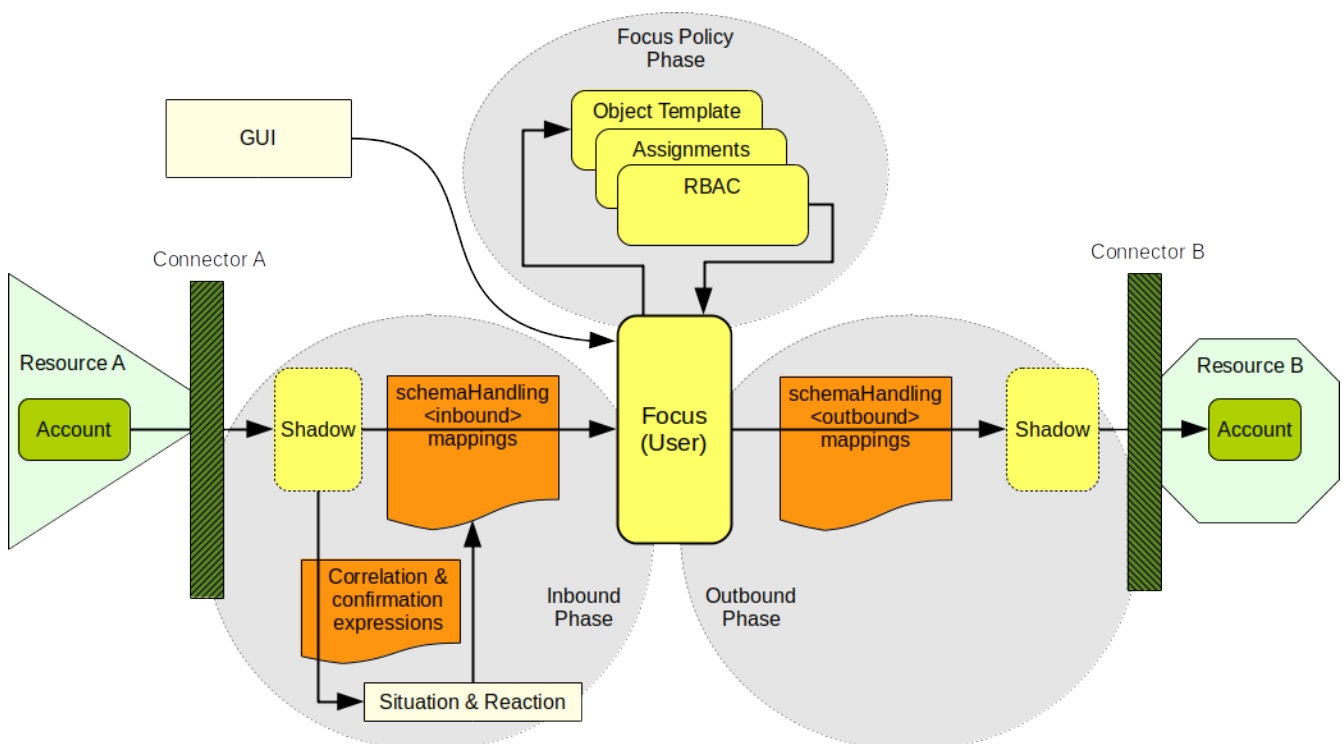 Focus Policy
Phase
Object Template
Assignments
RBAC
GUI
Connector A
Connector B
Resource A
Account
Shadow
schemaHandling
<inbound>
mappings
Focus
(User)
schemaHandling
<outbound>
mappings
Shadow
Resource B
Account
Correlation &
confirmation
expressions
Inbound
Phase
Outbound
Phase
Situation & Reaction